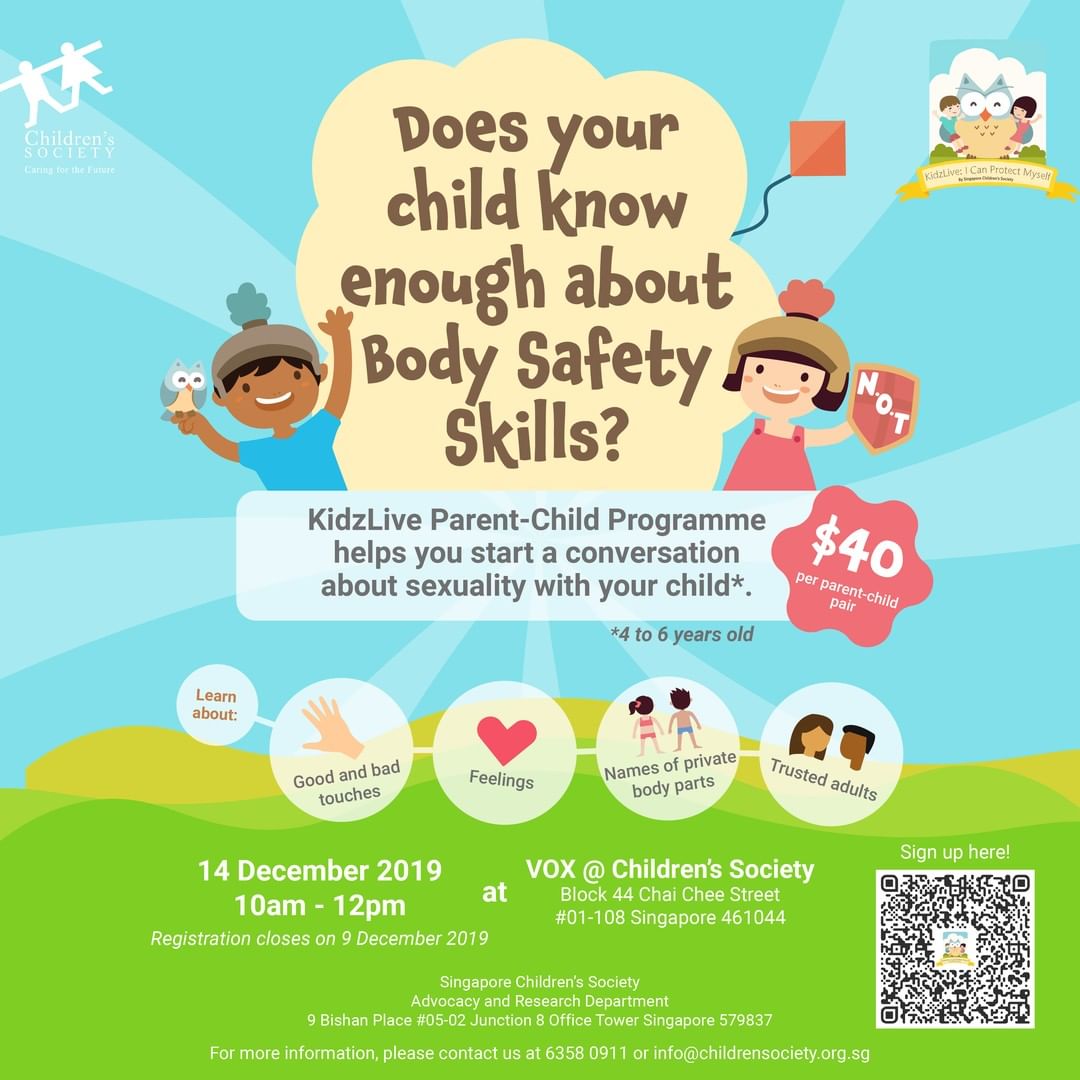 Children's
SOCIETY
Caring for the Future
KidzLive: I Can Protect Myself
By Singapore Children's Society
Does your
child know
enough about
Body Safety
Skills?
N.O.T
KidzLive Parent-Child Programme
helps you start a conversation
about sexuality with your child*.
*4 to 6 years old
$40
per parent-child
pair
Learn
about:
Good and bad
touches
Feelings
Names of private
body parts
Trusted adults
14 December 2019
10am - 12pm
Registration closes on 9 December 2019
at
VOX @ Children's Society
Block 44 Chai Chee Street
#01-108 Singapore 461044
Sign up here!
Singapore Children's Society
Advocacy and Research Department
9 Bishan Place #05-02 Junction 8 Office Tower Singapore 579837
For more information, please contact us at 6358 0911 or info@childrensociety.org.sg